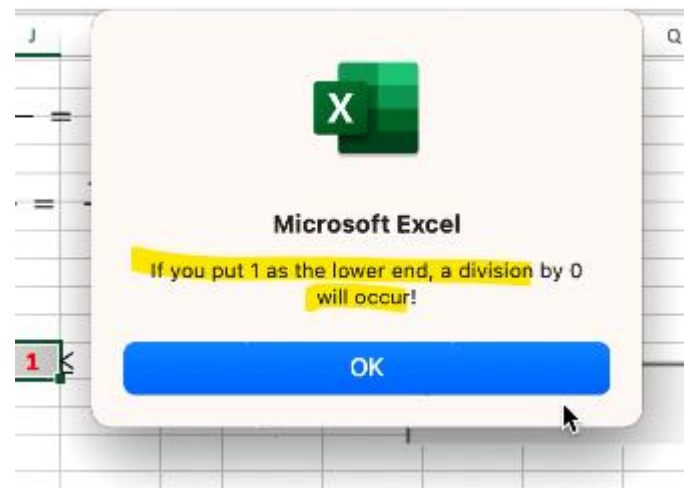 J
Q
X
=
=
Microsoft Excel
If you put 1 as the lower end, a division by 0
will occur!
1 ≤
OK